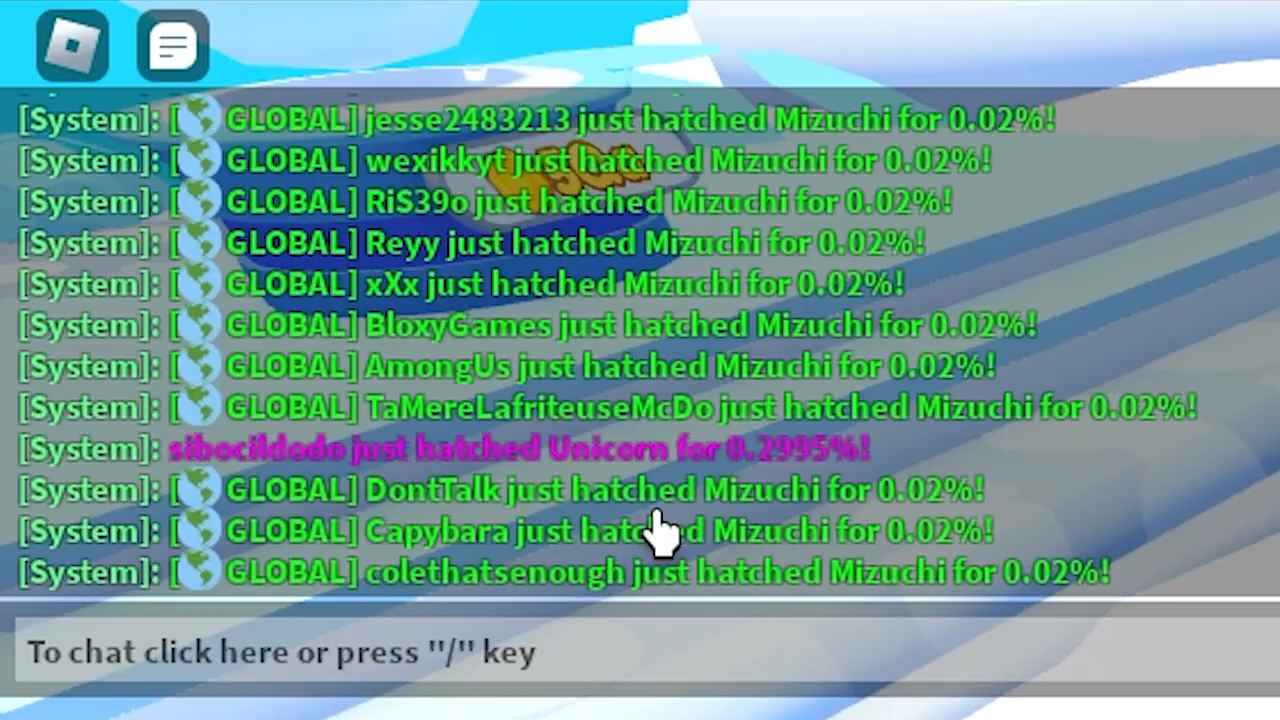 [System]: [🌎 GLOBAL] jesse2483213 just hatched Mizuchi for 0.02%!
[System]: [🌎 GLOBAL] wexikkyt just hatched Mizuchi for 0.02%!
[System]: [🌎 GLOBAL] RiS39o just hatched Mizuchi for 0.02%!
[System]: [🌎 GLOBAL] Reyy just hatched Mizuchi for 0.02%!
[System]: [🌎 GLOBAL] xXx just hatched Mizuchi for 0.02%!
[System]: [🌎 GLOBAL] BloxyGames just hatched Mizuchi for 0.02%!
[System]: [🌎 GLOBAL] AmongUs just hatched Mizuchi for 0.02%!
[System]: [🌎 GLOBAL] TaMereLafriteuseMcDo just hatched Mizuchi for 0.02%!
[System]: sibocildodo just hatched Unicorn for 0.2995%!
[System]: [🌎 GLOBAL] DontTalk just hatched Mizuchi for 0.02%!
[System]: [🌎 GLOBAL] Capybara just hatched Mizuchi for 0.02%!
[System]: [🌎 GLOBAL] colethatsenough just hatched Mizuchi for 0.02%!
To chat click here or press "/" key